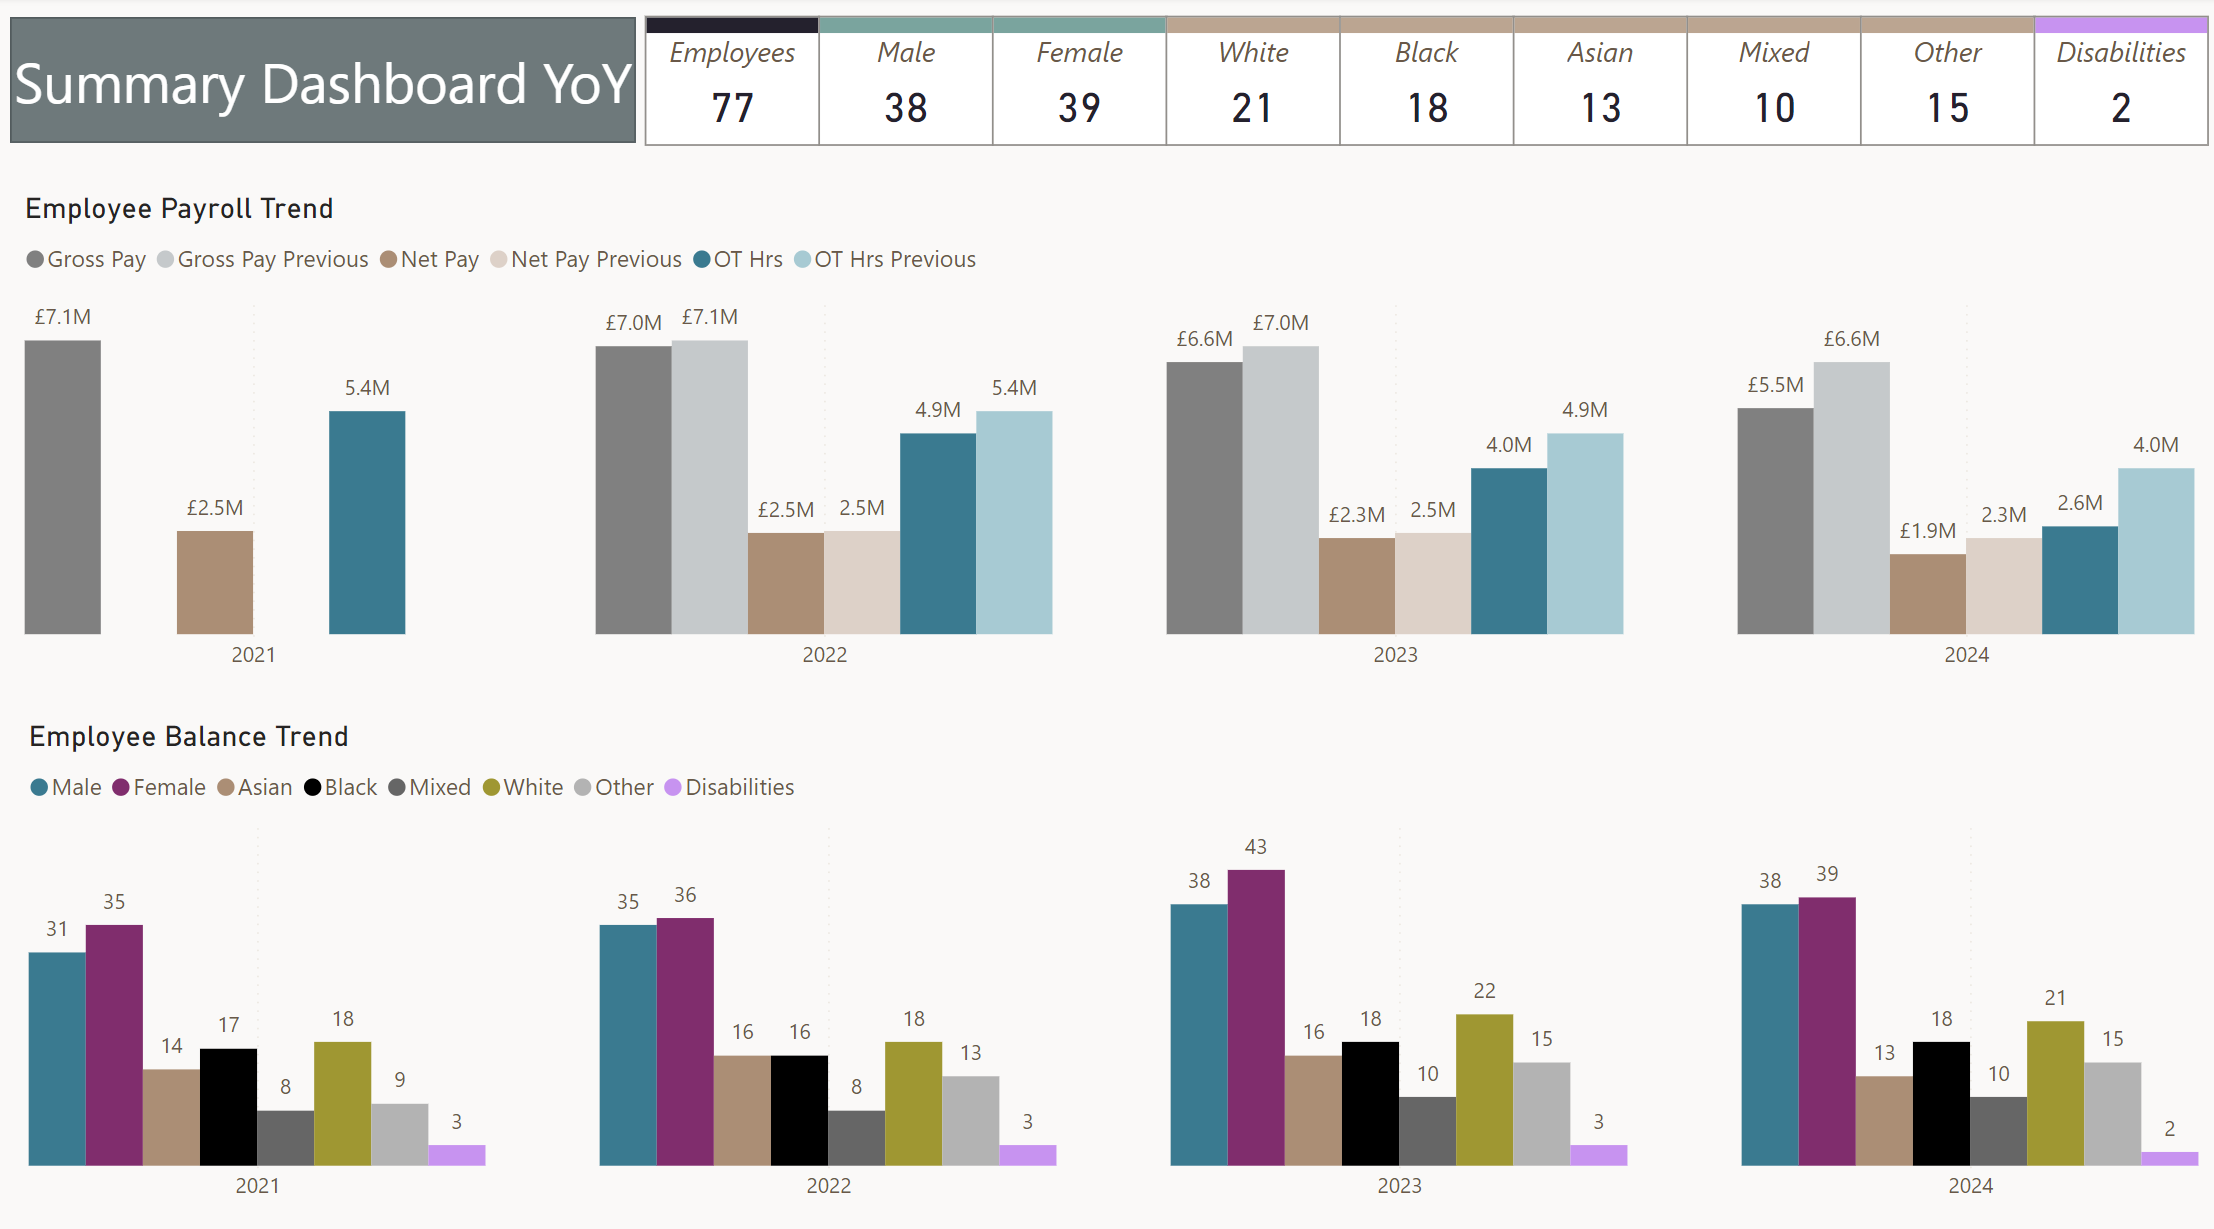 Summary Dashboard YoY
Employees Male Female White Black Asian Mixed Other Disabilities
77 38 39 21 18 13 10 15 2
Employee Payroll Trend
Gross Pay Gross Pay Previous Net Pay Net Pay Previous OT Hrs OT Hrs Previous
£7.1M £2.5M 5.4M
£7.0M £7.1M £2.5M 2.5M 4.9M 5.4M
£6.6M £7.0M £2.3M 2.5M 4.0M 4.9M
£5.5M £6.6M £1.9M 2.3M 2.6M 4.0M
2021 2022 2023 2024
Employee Balance Trend
Male Female Asian Black Mixed White Other Disabilities
31 35 14 17 8 18 9 3
35 36 16 16 8 18 13 3
38 43 16 18 10 22 15 3
38 39 13 18 10 21 15 2
2021 2022 2023 2024